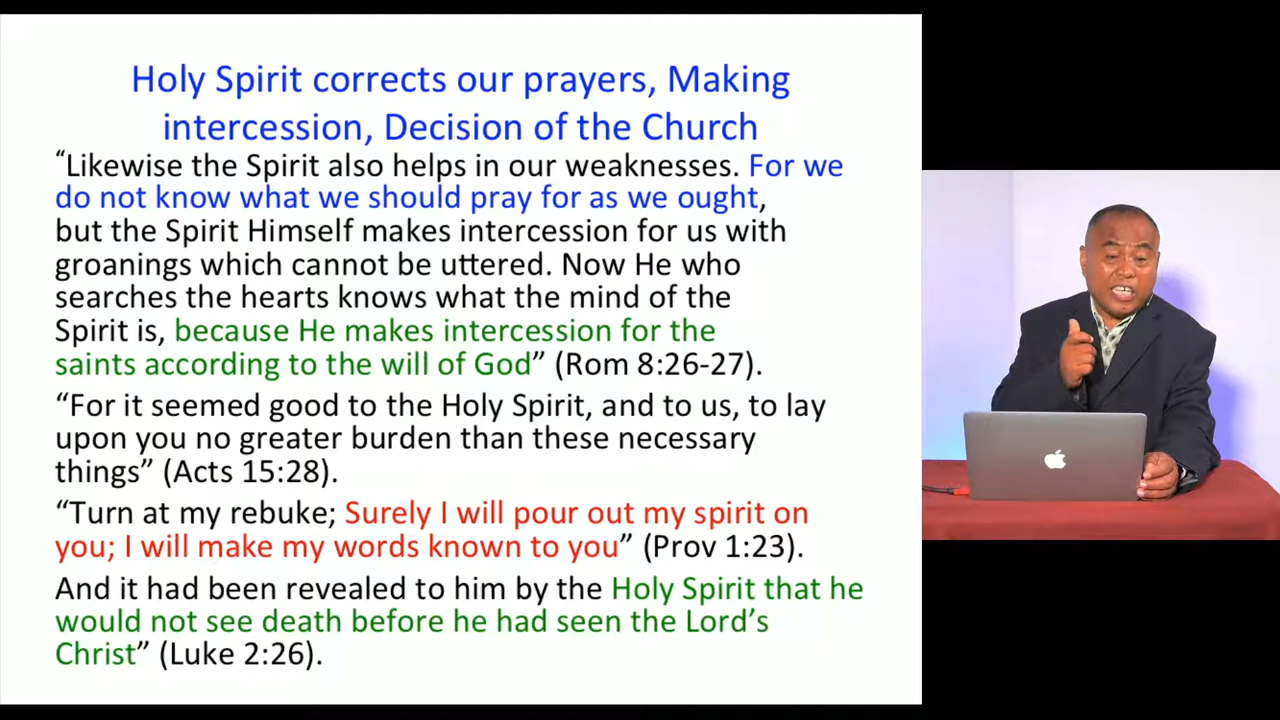 Holy Spirit corrects our prayers, Making
intercession, Decision of the Church
“Likewise the Spirit also helps in our weaknesses. For we
do not know what we should pray for as we ought,
but the Spirit Himself makes intercession for us with
groanings which cannot be uttered. Now He who
searches the hearts knows what the mind of the
Spirit is, because He makes intercession for the
saints according to the will of God” (Rom 8:26-27).
“For it seemed good to the Holy Spirit, and to us, to lay
upon you no greater burden than these necessary
things” (Acts 15:28).
“Turn at my rebuke; Surely I will pour out my spirit on
you; I will make my words known to you” (Prov 1:23).
And it had been revealed to him by the Holy Spirit that he
would not see death before he had seen the Lord’s
Christ” (Luke 2:26).